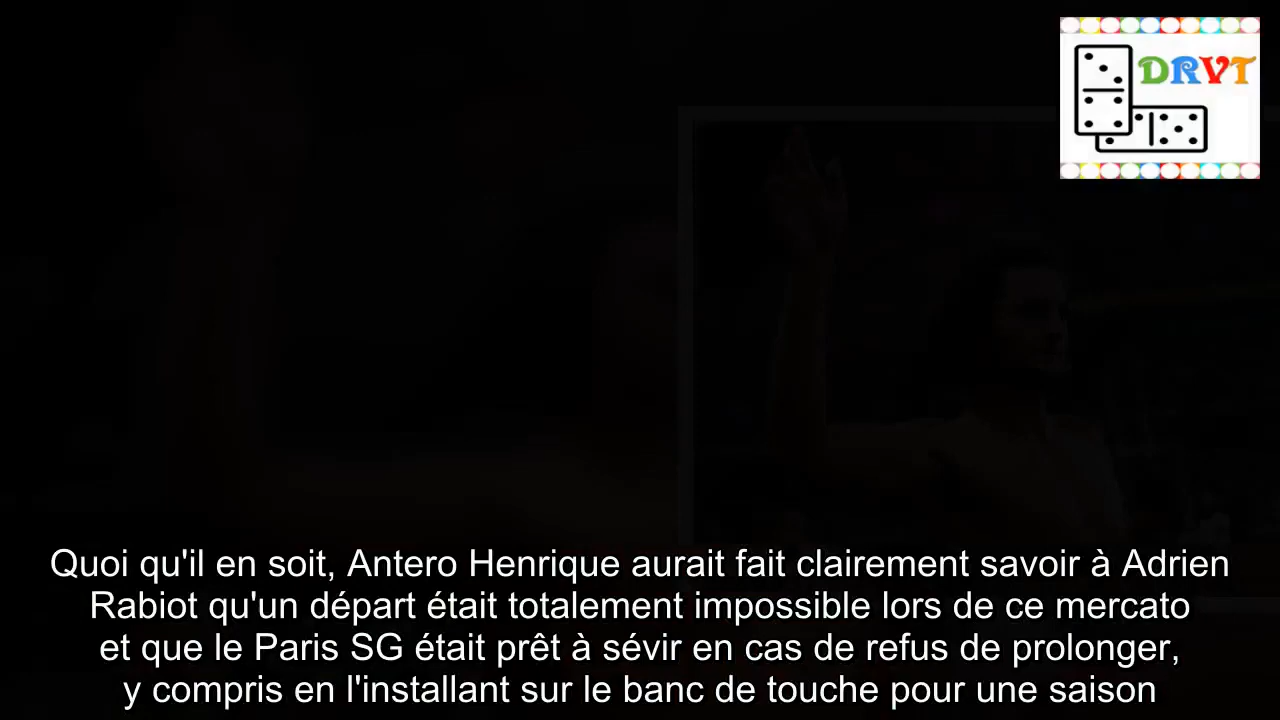 DRVT
Quoi qu'il en soit, Antero Henrique aurait fait clairement savoir à Adrien
Rabiot qu'un départ était totalement impossible lors de ce mercato
et que le Paris SG était prêt à sévir en cas de refus de prolonger,
y compris en l'installant sur le banc de touche pour une saison